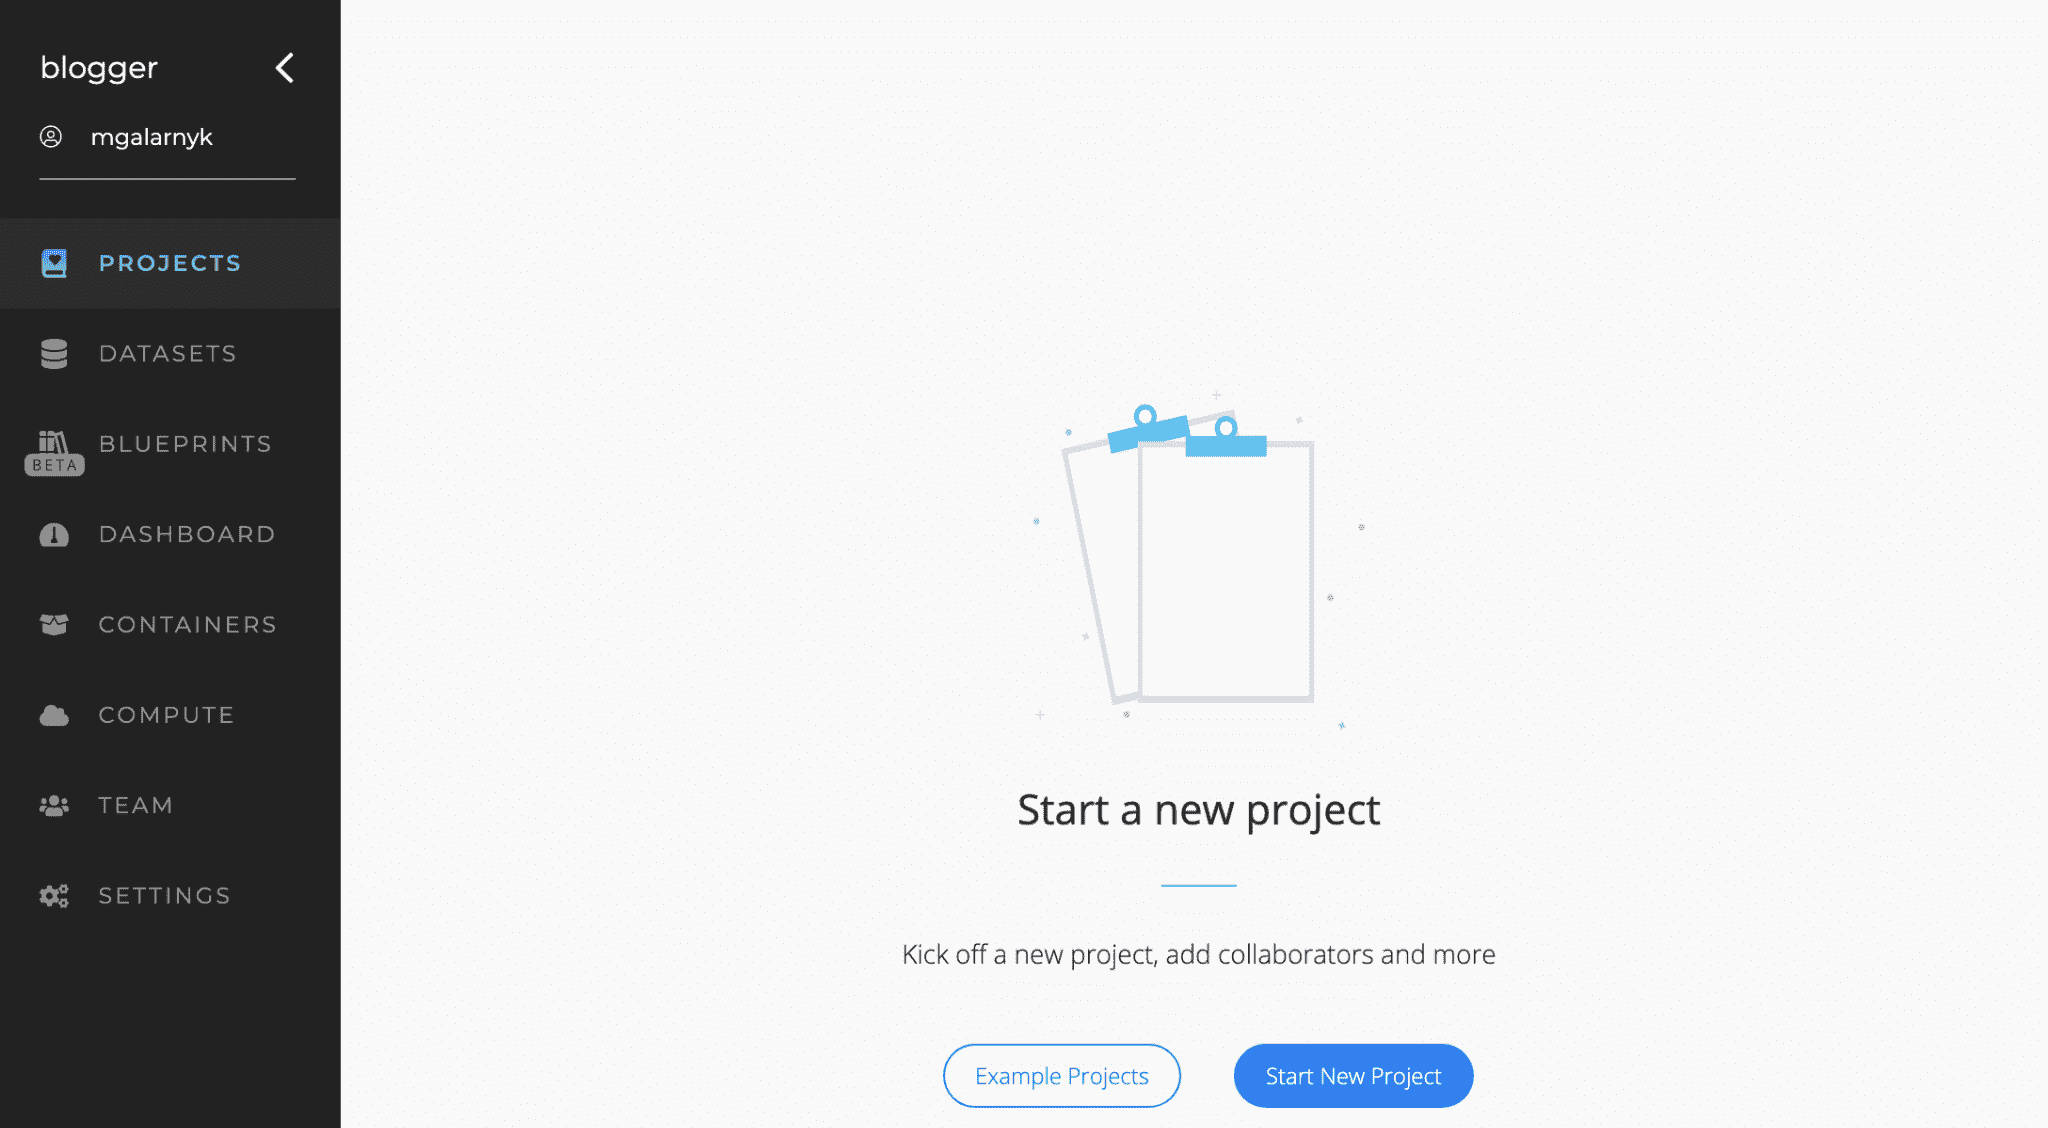 blogger
mgalarnyk
PROJECTS
DATASETS
BLUEPRINTS
BETA
DASHBOARD
CONTAINERS
COMPUTE
TEAM
SETTINGS
Start a new project
Kick off a new project, add collaborators and more
Example Projects
Start New Project